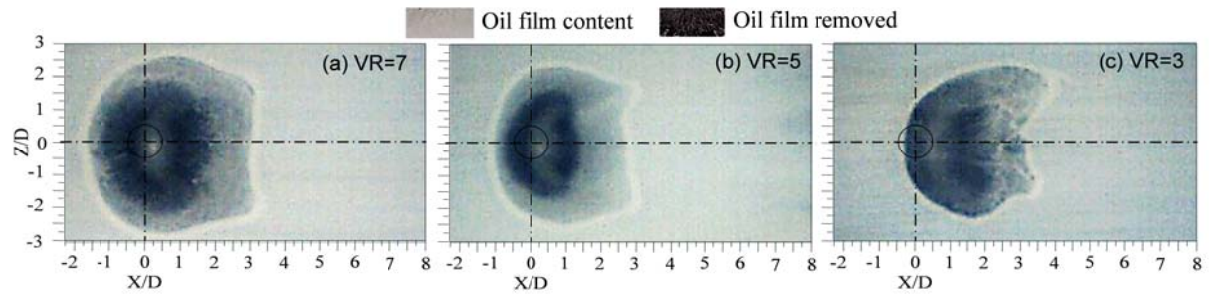 Oil film content Oil film removed
3 (a) VR=7 (b) VR=5 (c) VR=3
2
1
Z/D 0
-1
-2
-3
-2 -1 0 1 2 3 4 5 6 7 8 -2 -1 0 1 2 3 4 5 6 7 8 -2 -1 0 1 2 3 4 5 6 7 8
X/D X/D X/D